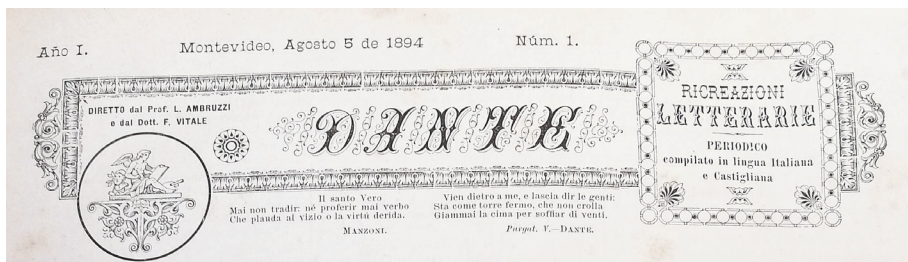 Año I.
Montevideo, Agosto 5 de 1894
Núm. 1.
DIRETTO dal Prof. L. AMBRUZZI
e dal Dott. F. VITALE
DANTE
RICREAZIONI
LETTERARIE
PERIODICO
compilato in lingua Italiana
e Castigliana
Il santo Vero
Mai non tradir: né proferir mai verbo
Che plauda al vizio o la virtú derida.
MANZONI.
Vien dietro a me, e lascia dir le genti:
Sta come torre fermo, che non crolla
Giammai la cima per soffiar di venti.
Purgat. V.—DANTE.